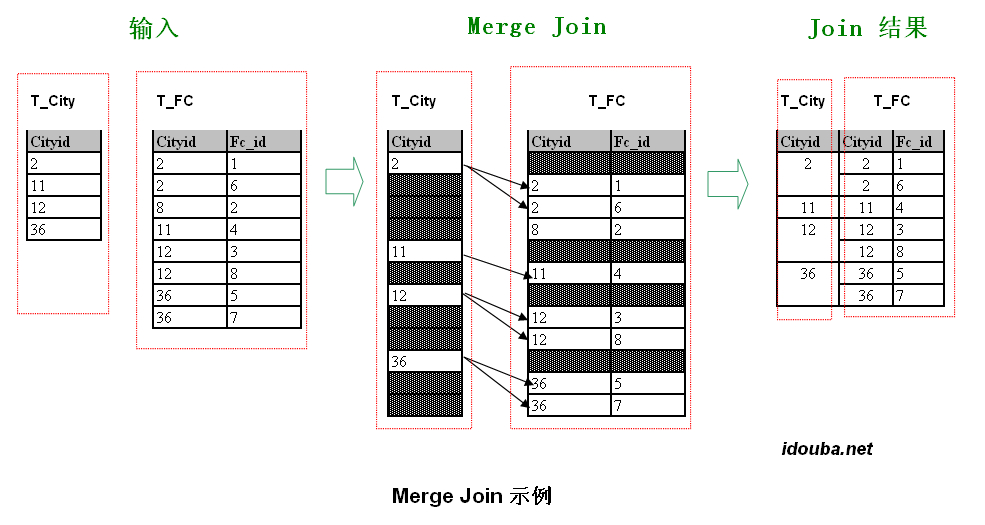 输入
T_City
Cityid
2
11
12
36
T_FC
Cityid Fc_id
2 1
2 6
8 2
11 4
12 3
12 8
36 5
36 7
Merge Join
T_City
Cityid
2
11
12
36
T_FC
Cityid Fc_id
2 1
2 6
8 2
11 4
12 3
12 8
36 5
36 7
Join 结果
T_City T_FC
Cityid Cityid Fc_id
2 2 1
2 6
11 11 4
12 12 3
12 8
36 36 5
36 7
idouba.net
Merge Join 示例